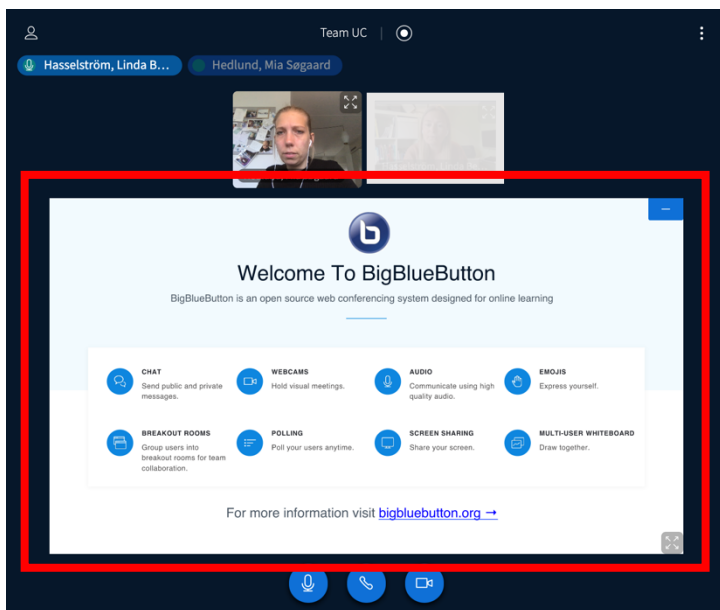 Team UC
Hasselström, Linda B...
Hedlund, Mia Søgaard
Welcome To BigBlueButton
BigBlueButton is an open source web conferencing system designed for online learning
CHAT
Send public and private
messages.
WEBCAMS
Hold visual meetings.
AUDIO
Communicate using high
quality audio.
EMOJIS
Express yourself.
BREAKOUT ROOMS
Group users into
breakout rooms for team
collaboration.
POLLING
Poll your users anytime.
SCREEN SHARING
Share your screen.
MULTI-USER WHITEBOARD
Draw together.
For more information visit bigbluebutton.org →